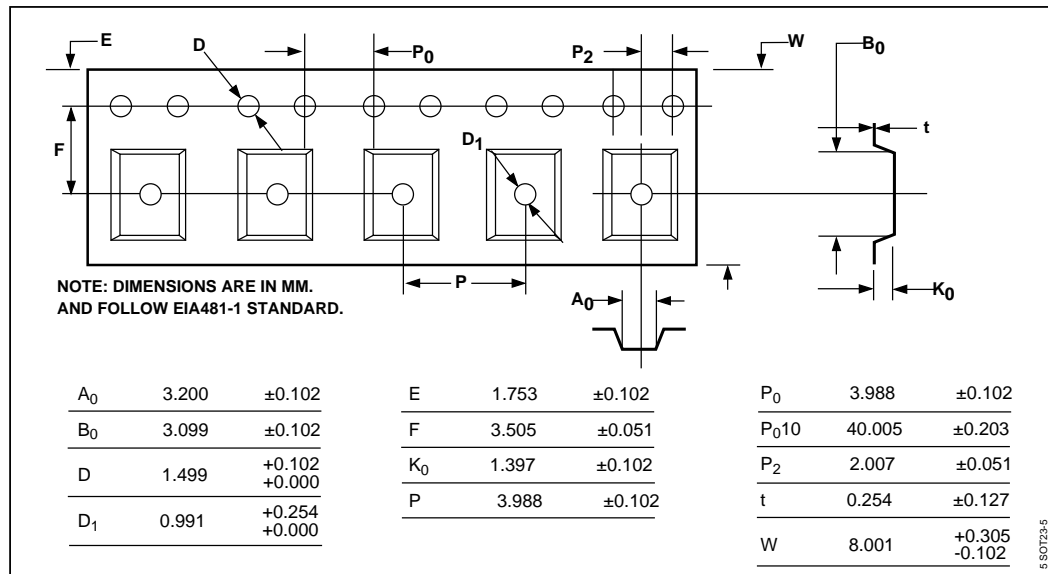 E
D
P0
P2
W
B0
t
F
D1
NOTE: DIMENSIONS ARE IN MM.
AND FOLLOW EIA481-1 STANDARD.
P
A0
K0
A0 3.200 ±0.102
B0 3.099 ±0.102
D 1.499 +0.102 +0.000
D1 0.991 +0.254 +0.000
E 1.753 ±0.102
F 3.505 ±0.051
K0 1.397 ±0.102
P 3.988 ±0.102
P0 3.988 ±0.102
P010 40.005 ±0.203
P2 2.007 ±0.051
t 0.254 ±0.127
W 8.001 +0.305 -0.102
5 SOT23-5